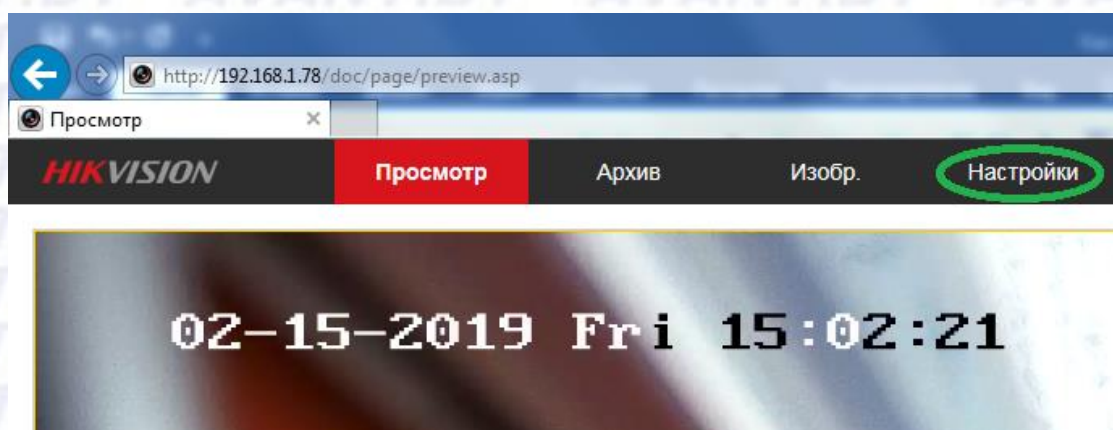 http://192.168.1.78/doc/page/preview.asp
Просмотр
HIKVISION Просмотр Архив Изобр. Настройки
02-15-2019 Fri 15:02:21